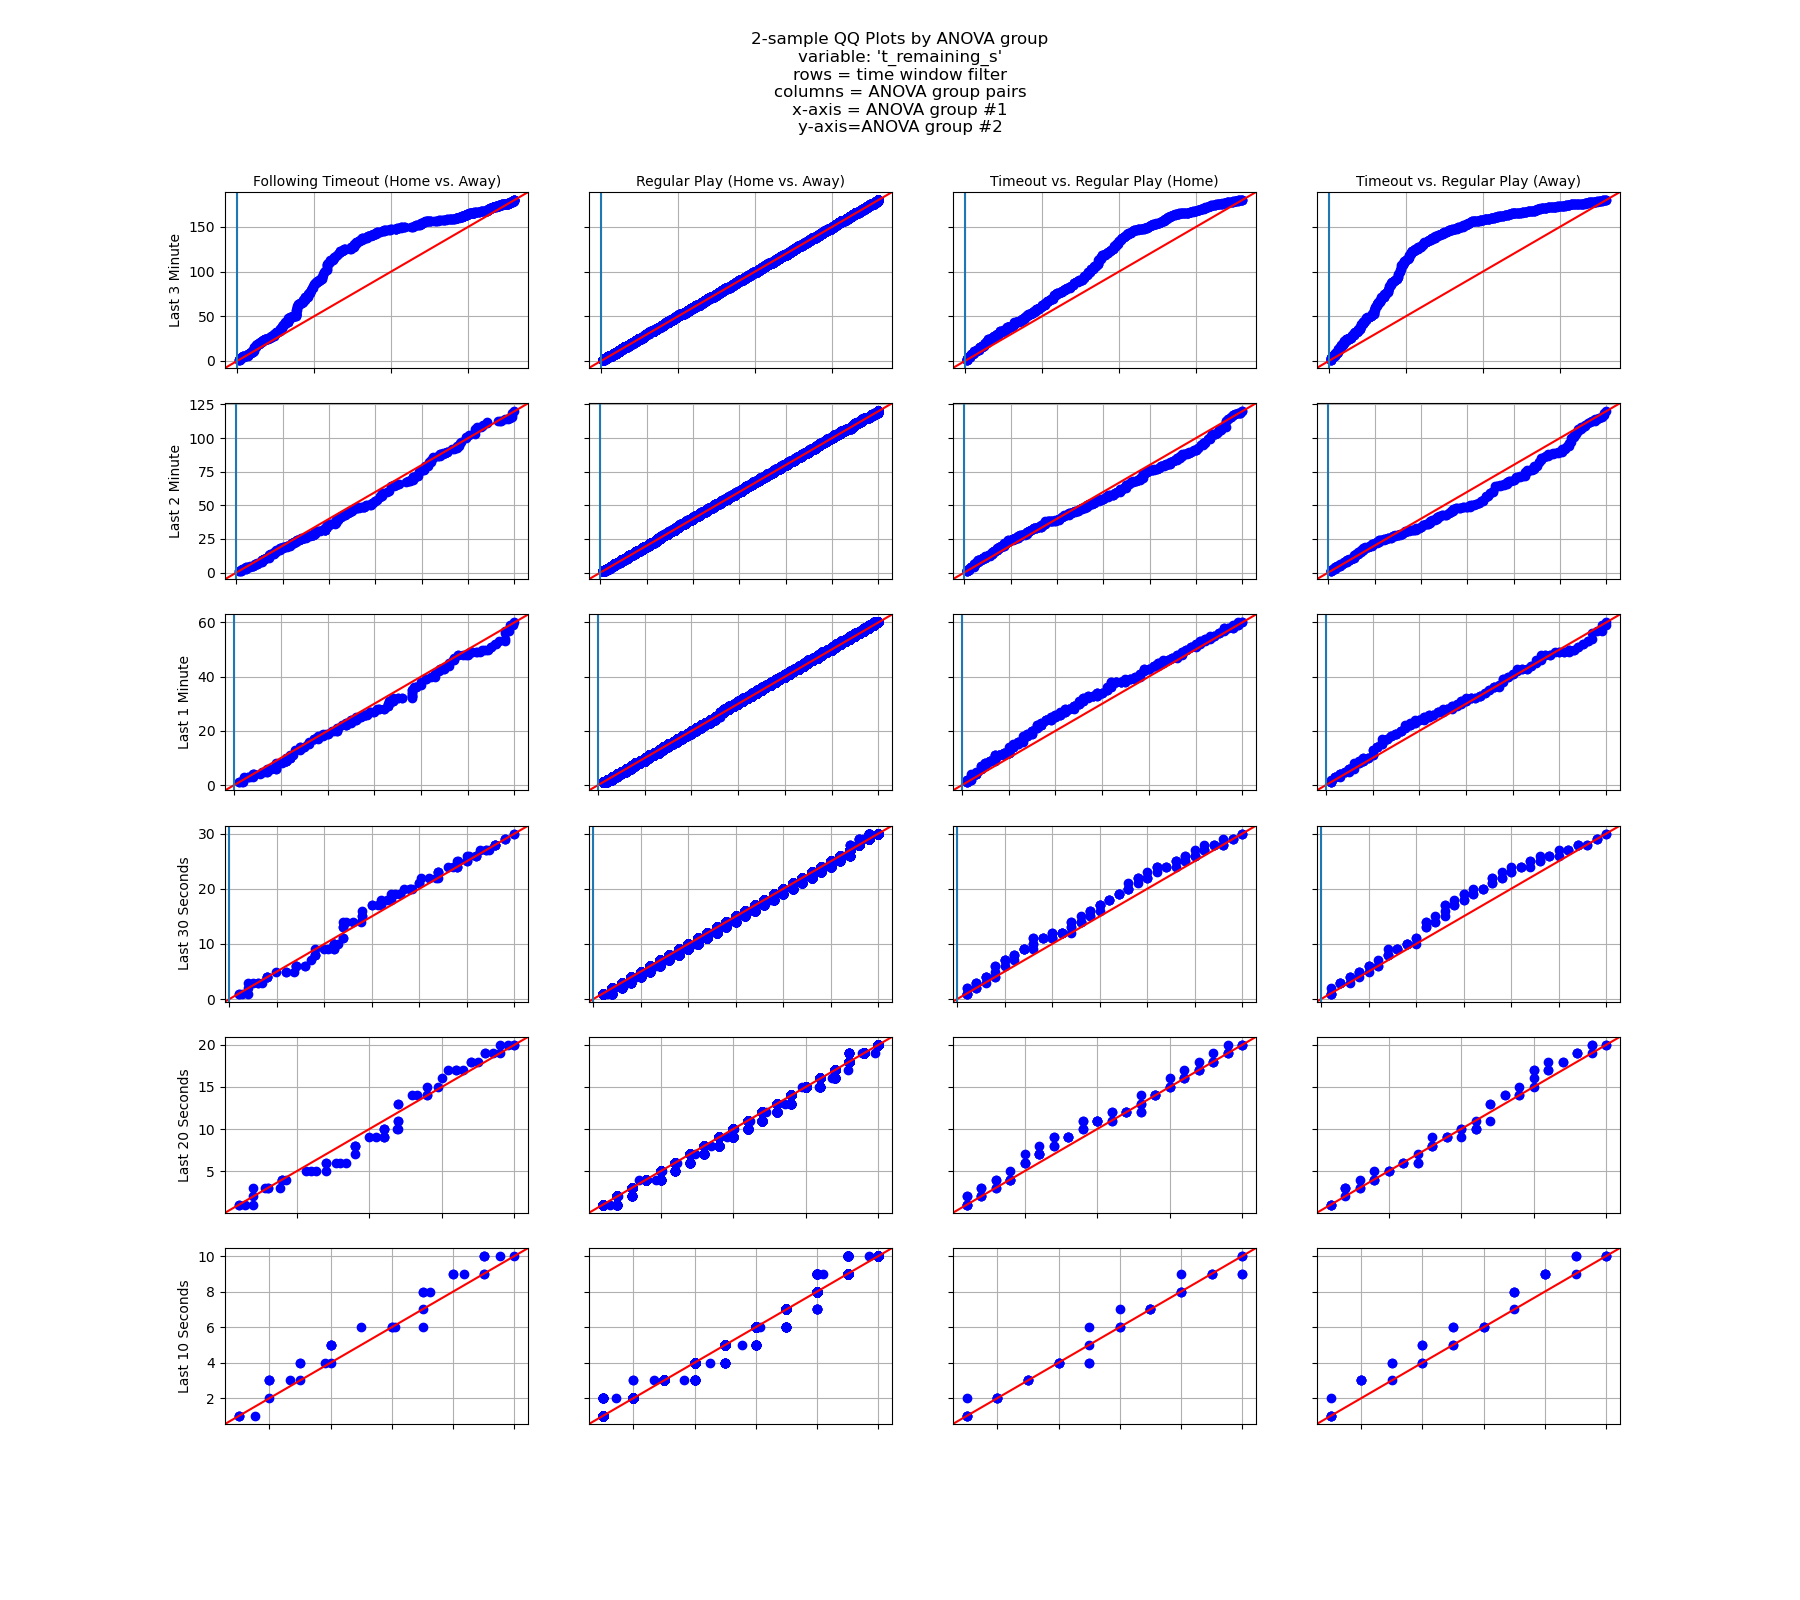 2-sample QQ Plots by ANOVA group
variable: 't_remaining_s'
rows = time window filter
columns = ANOVA group pairs
x-axis = ANOVA group #1
y-axis=ANOVA group #2
Following Timeout (Home vs. Away)
Regular Play (Home vs. Away)
Timeout vs. Regular Play (Home)
Timeout vs. Regular Play (Away)
Last 3 Minute
150
100
50
0
Last 2 Minute
125
100
75
50
25
0
Last 1 Minute
60
40
20
0
Last 30 Seconds
30
20
10
0
Last 20 Seconds
20
15
10
5
Last 10 Seconds
10
8
6
4
2